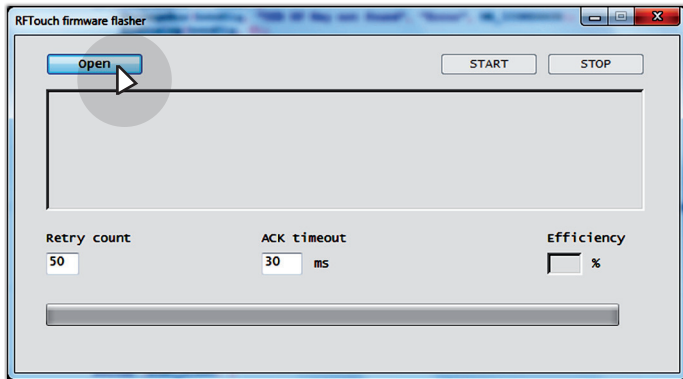 RFTouch firmware flasher
Open START STOP
Retry count ACK timeout Efficiency
50 30 ms %